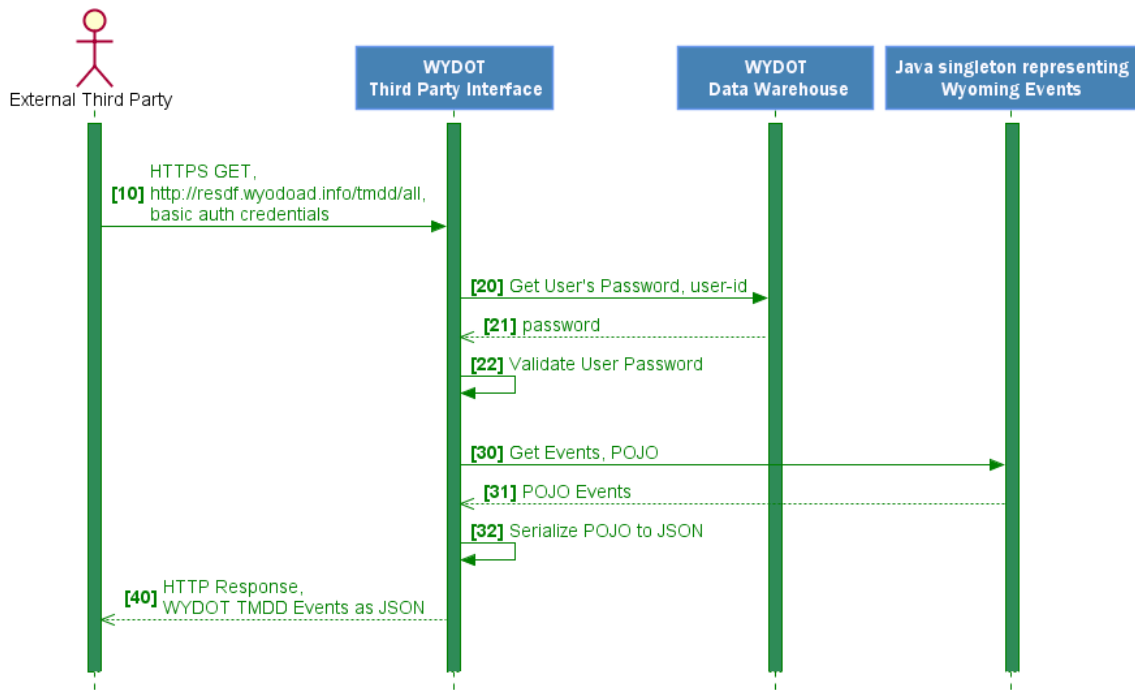 External Third Party
WYDOT
Third Party Interface
WYDOT
Data Warehouse
Java singleton representing
Wyoming Events
HTTPS GET,
[10] http://resdf.wyodoad.info/tmdd/all,
basic auth credentials
[20] Get User's Password, user-id
[21] password
[22] Validate User Password
[30] Get Events, POJO
[31] POJO Events
[32] Serialize POJO to JSON
[40] HTTP Response,
WYDOT TMDD Events as JSON